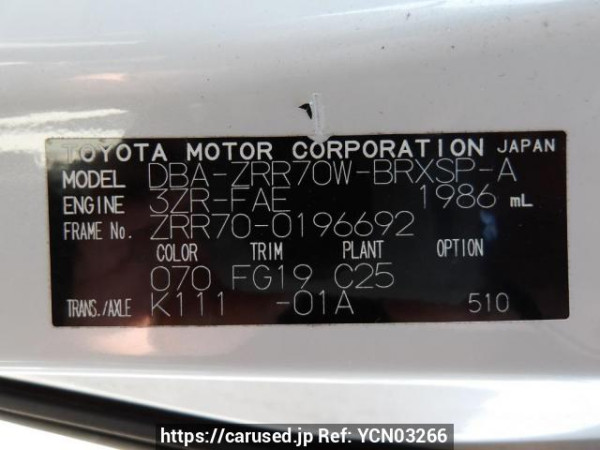 TOYOTA MOTOR CORPORATION JAPAN
MODEL DBA-ZRR70W-BRXSP-A
ENGINE 3ZR-FAE 1986 mL
FRAME No. ZRR70-0196692
COLOR TRIM PLANT OPTION
070 FG19 C25
TRANS./AXLE K111 -01A 510
https://carused.jp Ref: YCN03266